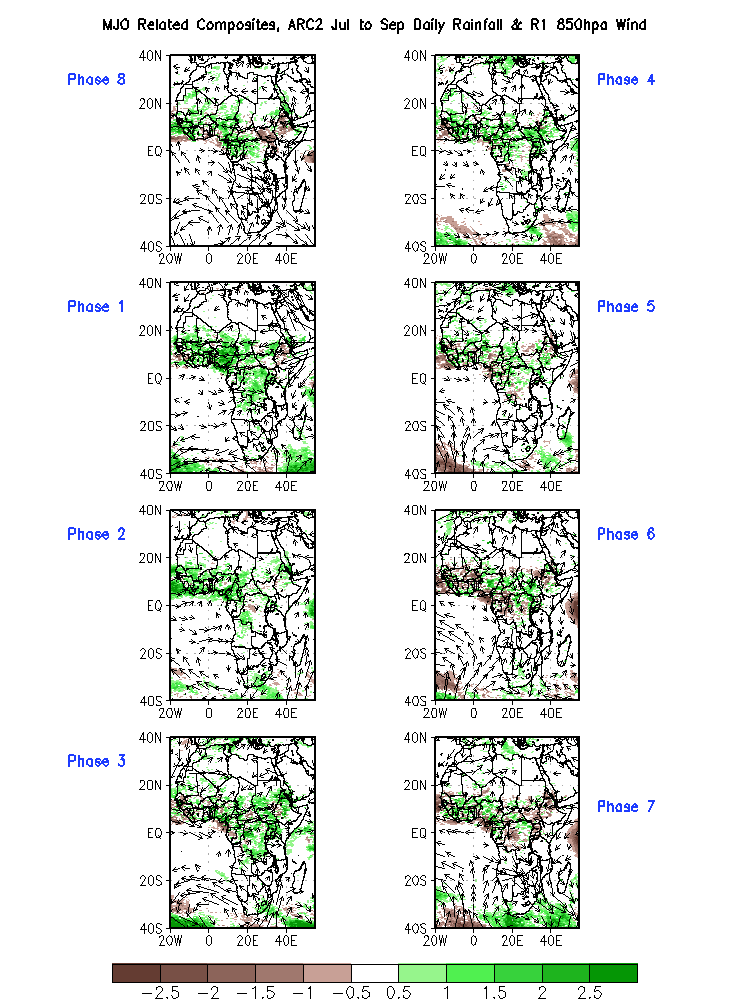 MJO Related Composites, ARC2 Jul to Sep Daily Rainfall & R1 850hpa Wind
Phase 8
40N
20N
EQ
20S
40S
20W 0 20E 40E
Phase 4
40N
20N
EQ
20S
40S
20W 0 20E 40E
Phase 1
40N
20N
EQ
20S
40S
20W 0 20E 40E
Phase 5
40N
20N
EQ
20S
40S
20W 0 20E 40E
Phase 2
40N
20N
EQ
20S
40S
20W 0 20E 40E
Phase 6
40N
20N
EQ
20S
40S
20W 0 20E 40E
Phase 3
40N
20N
EQ
20S
40S
20W 0 20E 40E
Phase 7
40N
20N
EQ
20S
40S
20W 0 20E 40E
−2.5 −2 −1.5 −1 −0.5 0.5 1 1.5 2 2.5